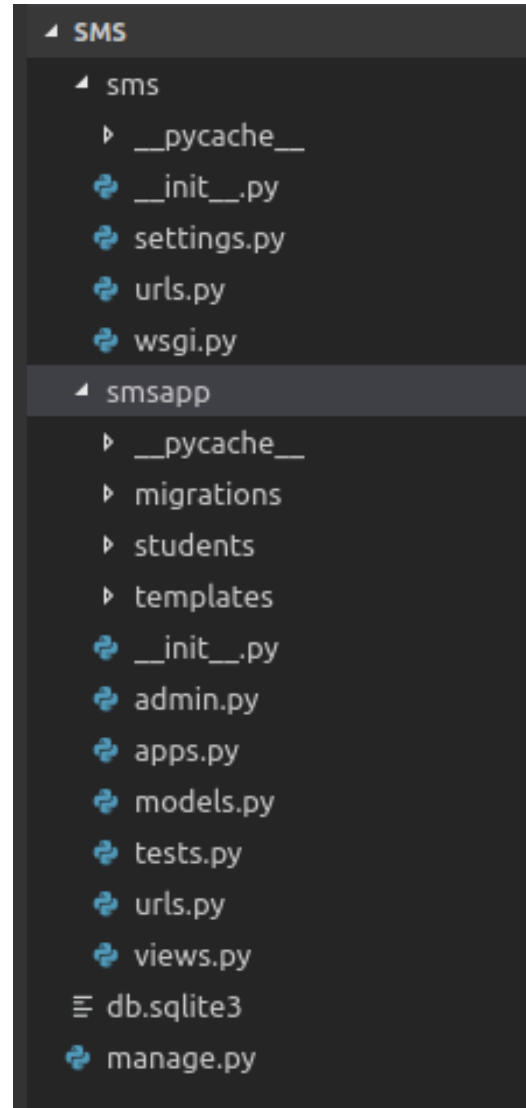 SMS
sms
__pycache__
__init__.py
settings.py
urls.py
wsgi.py
smsapp
__pycache__
migrations
students
templates
__init__.py
admin.py
apps.py
models.py
tests.py
urls.py
views.py
db.sqlite3
manage.py